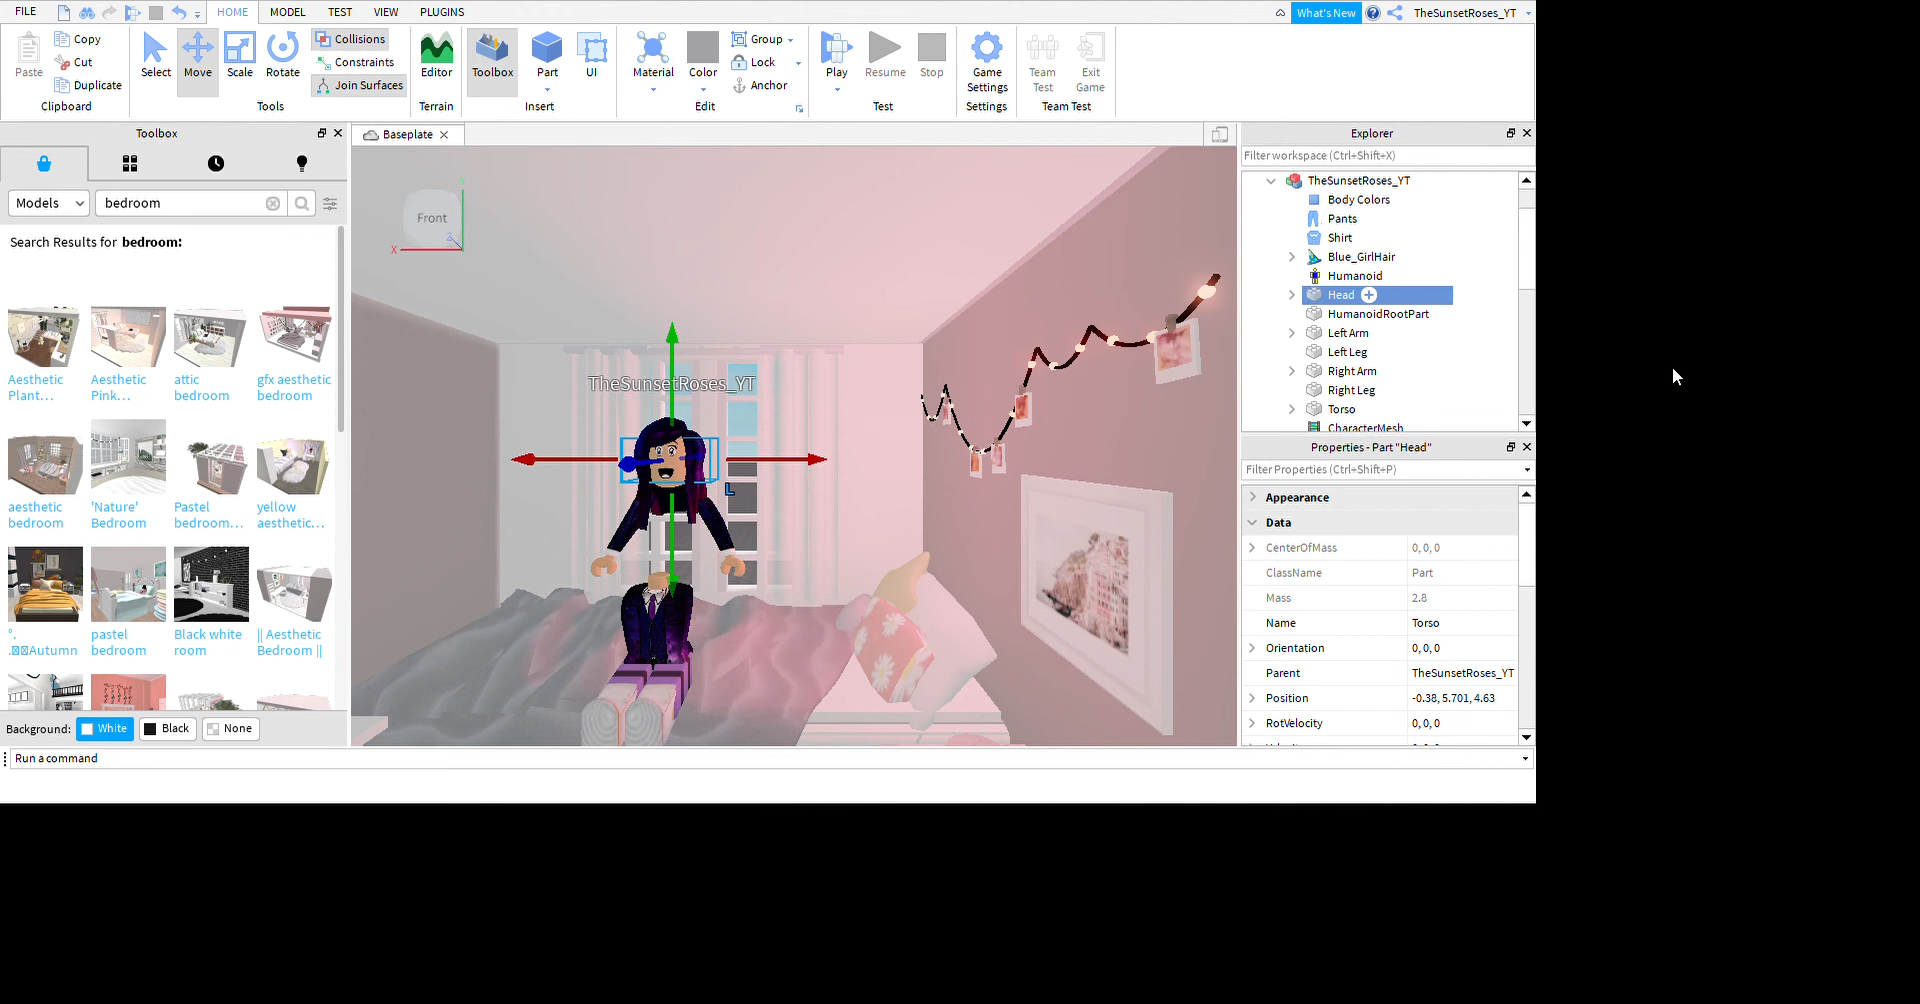 FILE
HOME
MODEL
TEST
VIEW
PLUGINS
What's New
TheSunsetRoses_YT
Paste
Copy
Cut
Duplicate
Clipboard
Select
Move
Scale
Rotate
Collisions
Constraints
Join Surfaces
Tools
Editor
Terrain
Toolbox
Part
UI
Insert
Material
Color
Group
Lock
Anchor
Edit
Play
Resume
Stop
Test
Game Settings
Settings
Team Test
Exit Game
Team Test
Toolbox
Models
bedroom
Search Results for bedroom:
Aesthetic Plant...
Aesthetic Pink...
attic bedroom
gfx aesthetic bedroom
aesthetic bedroom
'Nature' Bedroom
Pastel bedroom...
yellow aesthetic...
°. .Autumn
pastel bedroom
Black white room
|| Aesthetic Bedroom ||
Background:
White
Black
None
Baseplate
Front
X
Y
Z
TheSunsetRoses_YT
L
Explorer
Filter workspace (Ctrl+Shift+X)
TheSunsetRoses_YT
Body Colors
Pants
Shirt
Blue_GirlHair
Humanoid
Head
HumanoidRootPart
Left Arm
Left Leg
Right Arm
Right Leg
Torso
CharacterMesh
Properties - Part "Head"
Filter Properties (Ctrl+Shift+P)
Appearance
Data
CenterOfMass 0, 0, 0
ClassName Part
Mass 2.8
Name Torso
Orientation 0, 0, 0
Parent TheSunsetRoses_YT
Position -0.38, 5.701, 4.63
RotVelocity 0, 0, 0
Run a command